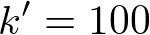 k′ = 100